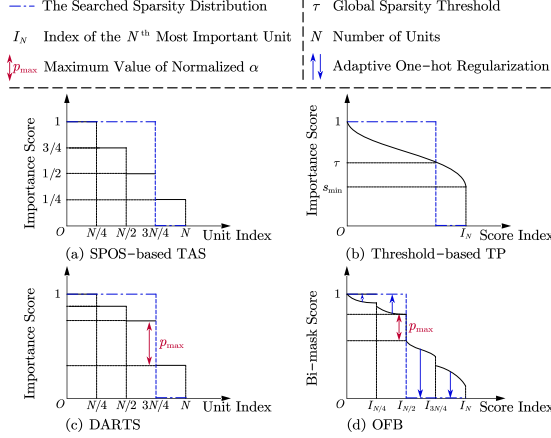 The Searched Sparsity Distribution
τ Global Sparsity Threshold
I_N Index of the N^th Most Important Unit
N Number of Units
p_max Maximum Value of Normalized α
Adaptive One-hot Regularization
Importance Score
1
3/4
1/2
1/4
O N/4 N/2 3N/4 N Unit Index
(a) SPOS-based TAS
Importance Score
1
τ
s_min
O I_N Score Index
(b) Threshold-based TP
Importance Score
1
p_max
O N/4 N/2 3N/4 N Unit Index
(c) DARTS
Bi-mask Score
1
p_max
O I_N/4 I_N/2 I_3N/4 I_N Score Index
(d) OFB